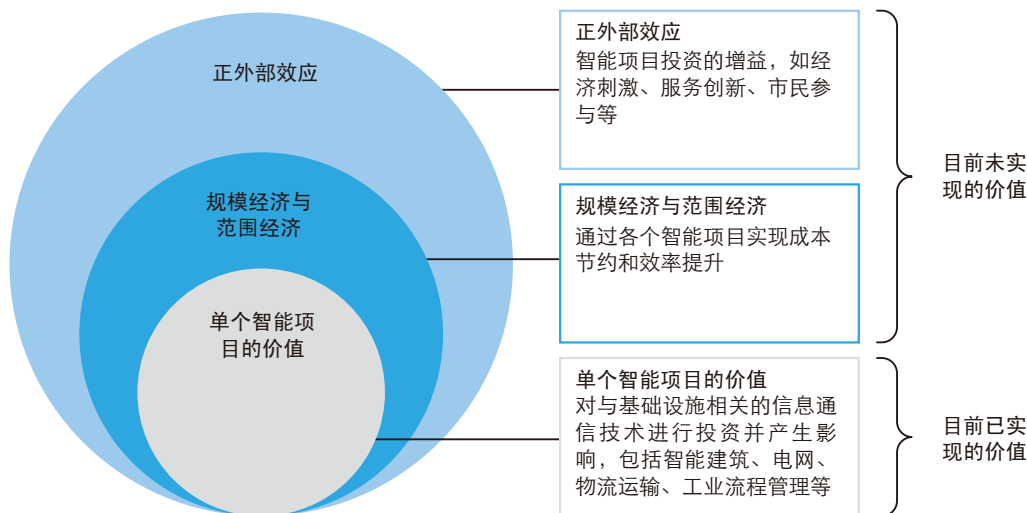 正外部效应
规模经济与
范围经济
单个智能项
目的价值
正外部效应
智能项目投资的增益，如经
济刺激、服务创新、市民参
与等
规模经济与范围经济
通过各个智能项目实现成本
节约和效率提升
单个智能项目的价值
对与基础设施相关的信息通
信技术进行投资并产生影
响，包括智能建筑、电网、
物流运输、工业流程管理等
目前未实
现的价值
目前已实
现的价值